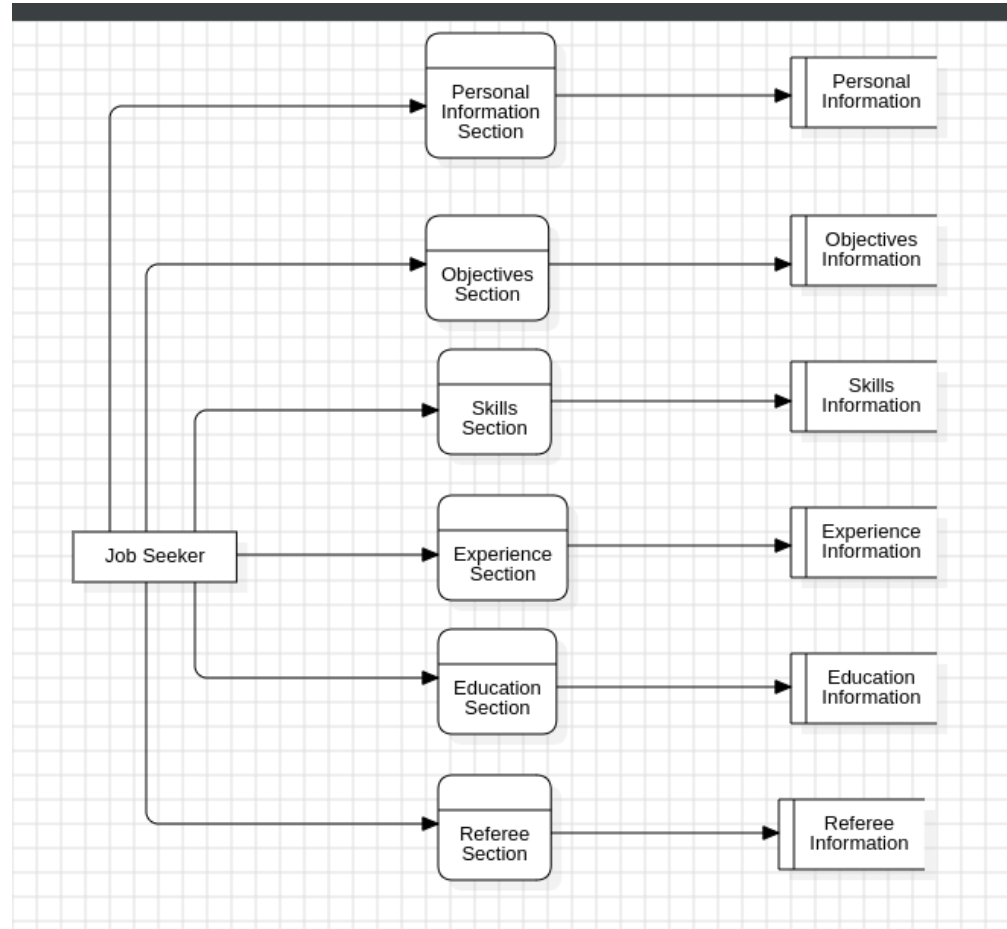 Personal
Information
Section
Personal
Information
Objectives
Section
Objectives
Information
Skills
Section
Skills
Information
Job Seeker
Experience
Section
Experience
Information
Education
Section
Education
Information
Referee
Section
Referee
Information